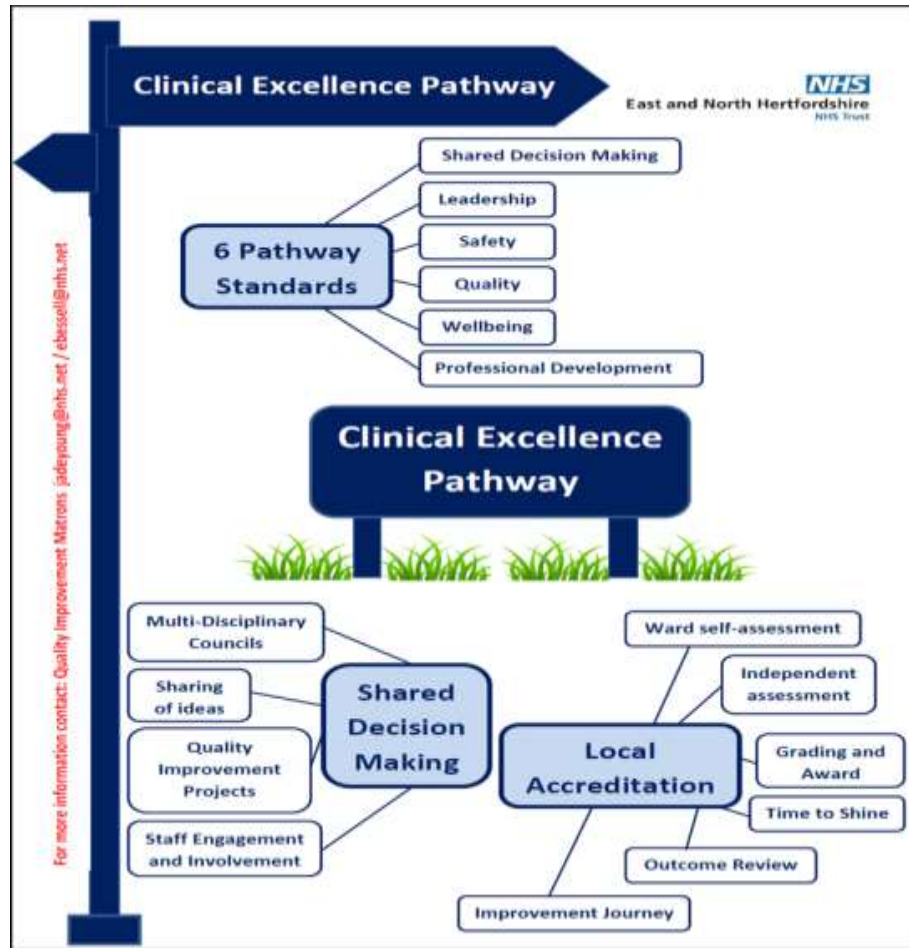 Clinical Excellence Pathway
NHS
East and North Hertfordshire
NHS Trust
Shared Decision Making
Leadership
6 Pathway
Standards
Safety
Quality
Wellbeing
Professional Development
Clinical Excellence
Pathway
Multi-Disciplinary
Councils
Sharing
of ideas
Quality
Improvement
Projects
Staff Engagement
and Involvement
Shared
Decision
Making
Ward self-assessment
Independent
assessment
Local
Accreditation
Grading and
Award
Time to Shine
Outcome Review
Improvement Journey
For more information contact: Quality Improvement Matrons jadeyoung@nhs.net / ebessell@nhs.net